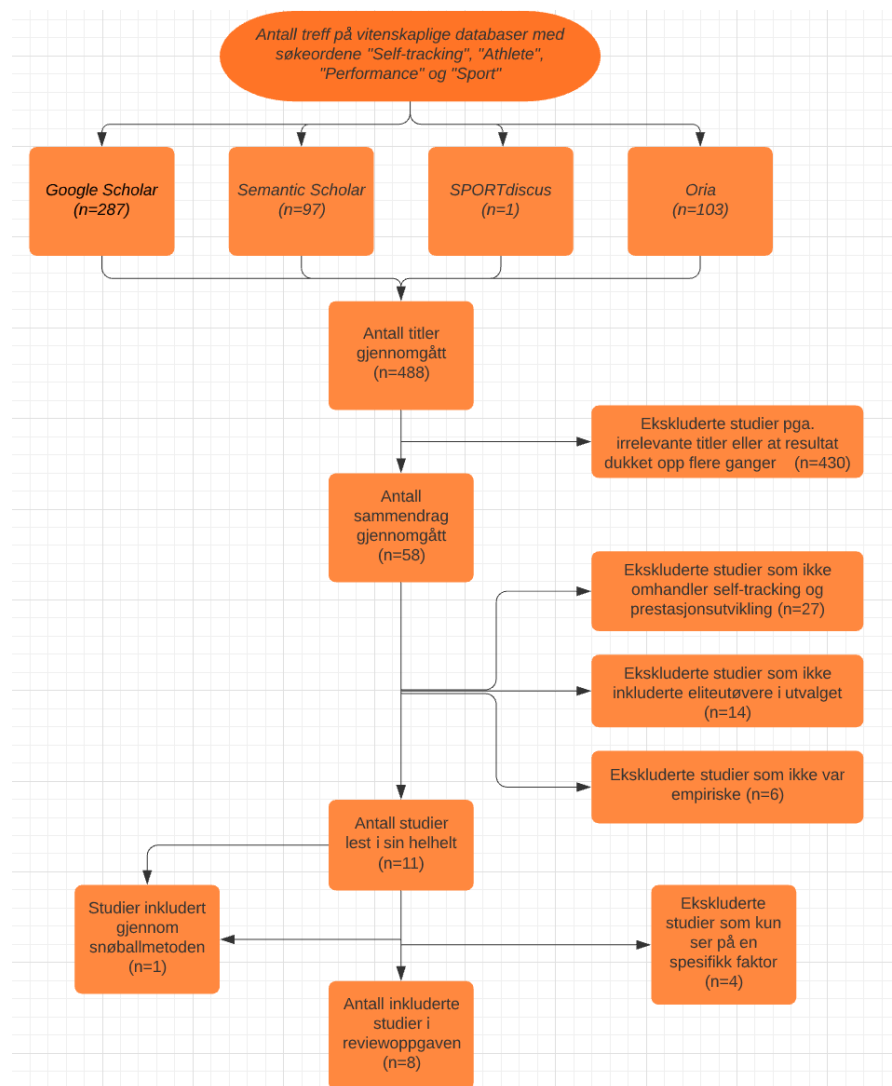 Antall treff på vitenskaplige databaser med
søkeordene "Self-tracking", "Athlete",
"Performance" og "Sport"
Google Scholar
(n=287)
Semantic Scholar
(n=97)
SPORTdiscus
(n=1)
Oria
(n=103)
Antall titler
gjennomgått
(n=488)
Ekskluderte studier pga.
irrelevante titler eller at resultat
dukket opp flere ganger (n=430)
Antall
sammendrag
gjennomgått
(n=58)
Ekskluderte studier som ikke
omhandler self-tracking og
prestasjonsutvikling (n=27)
Ekskluderte studier som ikke
inkluderte eliteutøvere i utvalget
(n=14)
Ekskluderte studier som ikke var
empiriske (n=6)
Antall studier
lest i sin helhelt
(n=11)
Studier inkludert
gjennom
snøballmetoden
(n=1)
Ekskluderte
studier som kun
ser på en
spesifikk faktor
(n=4)
Antall inkluderte
studier i
reviewoppgaven
(n=8)